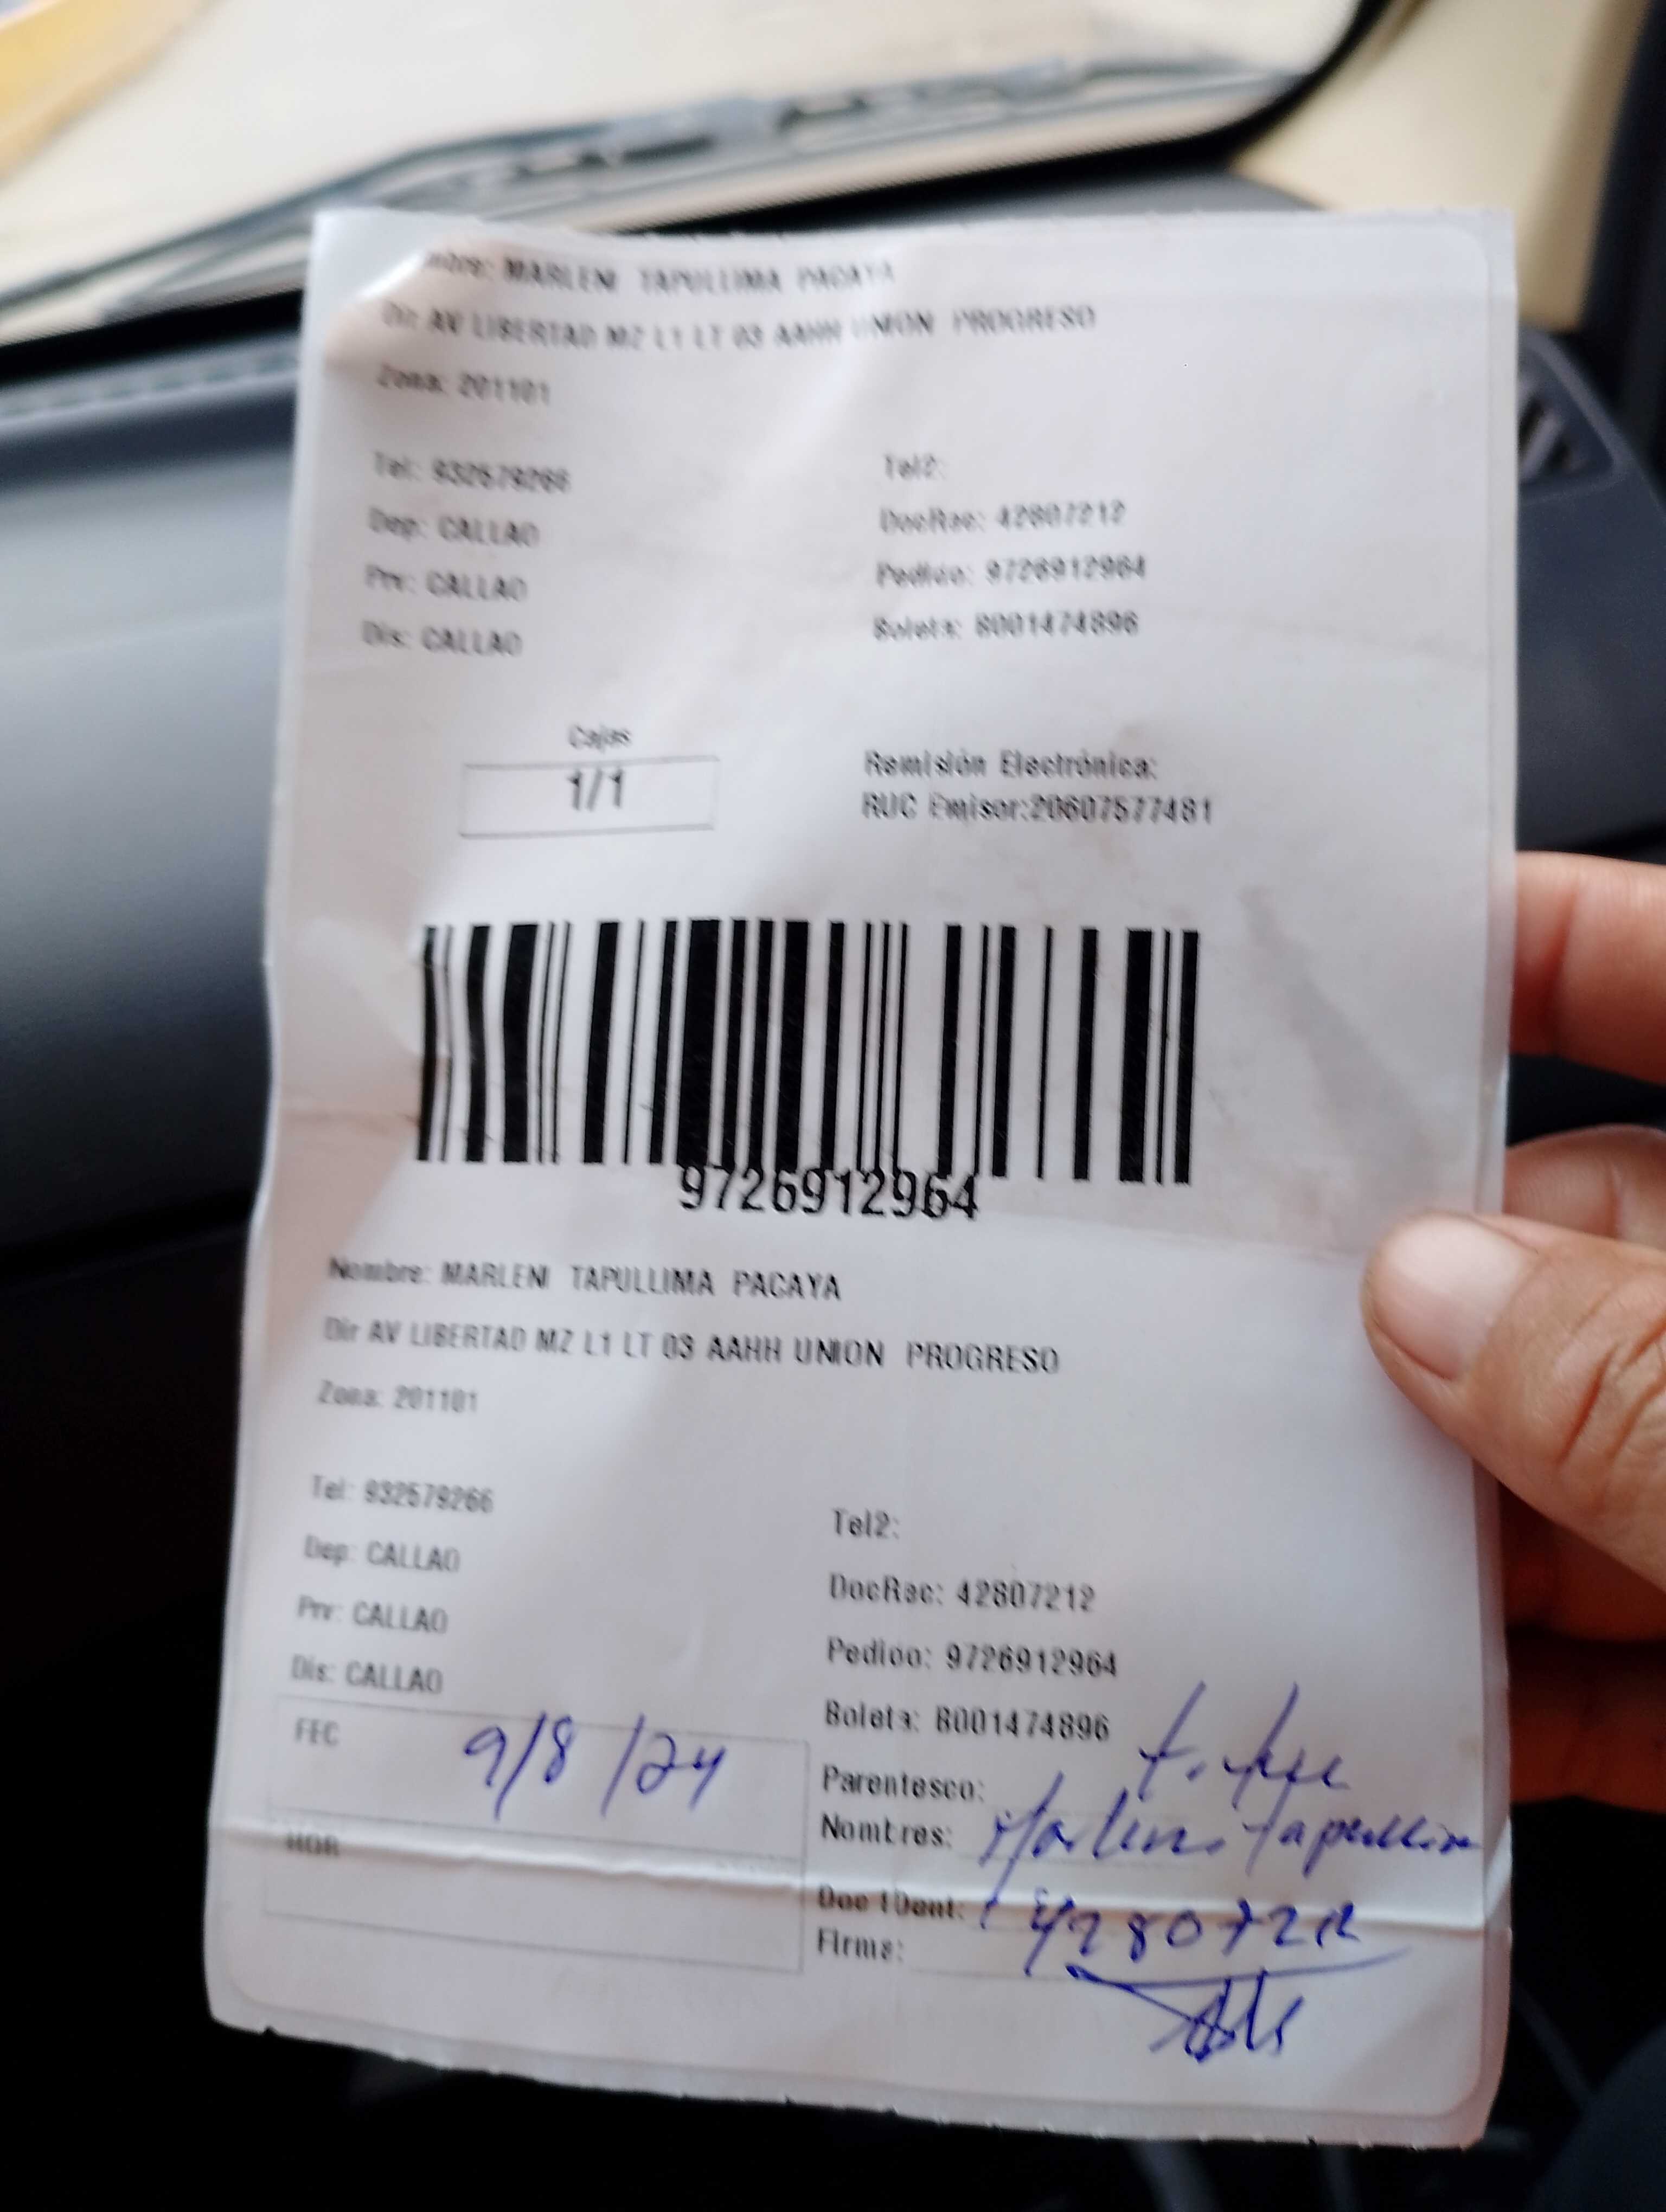 mbre: MARLENI TAPULLIMA PACAYA
Dir AV LIBERTAD MZ L1 LT 03 AAHH UNION PROGRESO
Zona: 201101
Tel: 932579266
Tel2:
Dep: CALLAO
DocRec: 42807212
Prv: CALLAO
Pedido: 9726912964
Dis: CALLAO
Boleta: B001474896
Cajas
1/1
Remisión Electrónica:
RUC Emisor:20607577481
9726912964
Nombre: MARLENI TAPULLIMA PACAYA
Dir AV LIBERTAD MZ L1 LT 03 AAHH UNION PROGRESO
Zona: 201101
Tel: 932579266
Tel2:
Dep: CALLAO
DocRec: 42807212
Prv: CALLAO
Pedido: 9726912964
Dis: CALLAO
Boleta: B001474896
FEC 9/8/24
Parentesco:
Nombres: Marleni Tapullima
HOR
Doc IDent: 42807212
Firma: